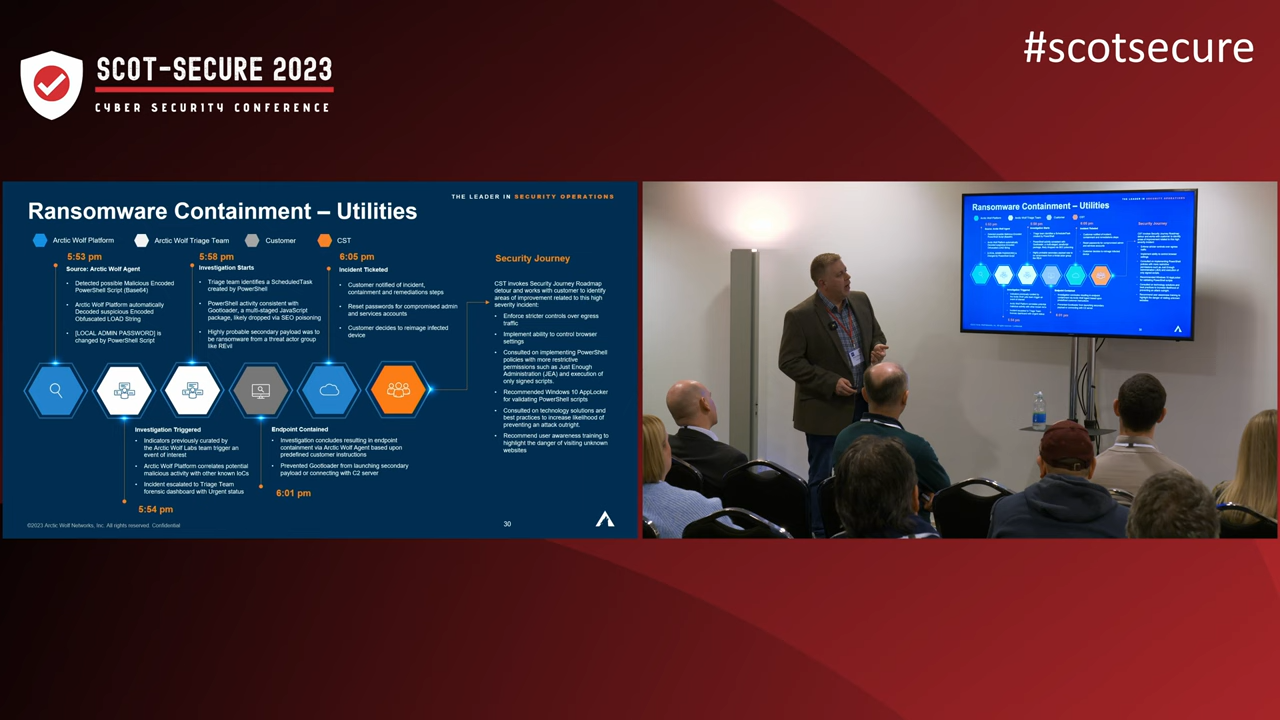 #scotsecure
SCOT-SECURE 2023
CYBER SECURITY CONFERENCE
THE LEADER IN SECURITY OPERATIONS
Ransomware Containment – Utilities
Arctic Wolf Platform
Arctic Wolf Triage Team
Customer
CST
5:53 pm
Source: Arctic Wolf Agent
• Detected possible Malicious Encoded
PowerShell Script (Base64)
• Arctic Wolf Platform automatically
Decoded suspicious Encoded
Obfuscated LOAD String
• [LOCAL ADMIN PASSWORD] is
changed by PowerShell Script
5:58 pm
Investigation Starts
• Triage team identifies a ScheduledTask
created by PowerShell
• PowerShell activity consistent with
Gootloader, a multi-staged JavaScript
package, likely dropped via SEO poisoning
• Highly probable secondary payload was to
be ransomware from a threat actor group
like REvil
6:05 pm
Incident Ticketed
• Customer notified of incident,
containment and remediations steps
• Reset passwords for compromised admin
and services accounts
• Customer decides to reimage infected
device
Security Journey
CST invokes Security Journey Roadmap
detour and works with customer to identify
areas of improvement related to this high
severity incident:
• Enforce stricter controls over egress
traffic
• Implement ability to control browser
settings
• Consulted on implementing PowerShell
policies with more restrictive
permissions such as Just Enough
Administration (JEA) and execution of
only signed scripts.
• Recommended Windows 10 AppLocker
for validating PowerShell scripts
• Consulted on technology solutions and
best practices to increase likelihood of
preventing an attack outright.
• Recommend user awareness training to
highlight the danger of visiting unknown
websites
Investigation Triggered
• Indicators previously curated by
the Arctic Wolf Labs team trigger an
event of interest
• Arctic Wolf Platform correlates potential
malicious activity with other known IoCs
• Incident escalated to Triage Team
forensic dashboard with Urgent status
5:54 pm
Endpoint Contained
• Investigation concludes resulting in endpoint
containment via Arctic Wolf Agent based upon
predefined customer instructions
• Prevented Gootloader from launching secondary
payload or connecting with C2 server
6:01 pm
©2023 Arctic Wolf Networks, Inc. All rights reserved. Confidential
30
Ransomware Containment – Utilities
Security Journey